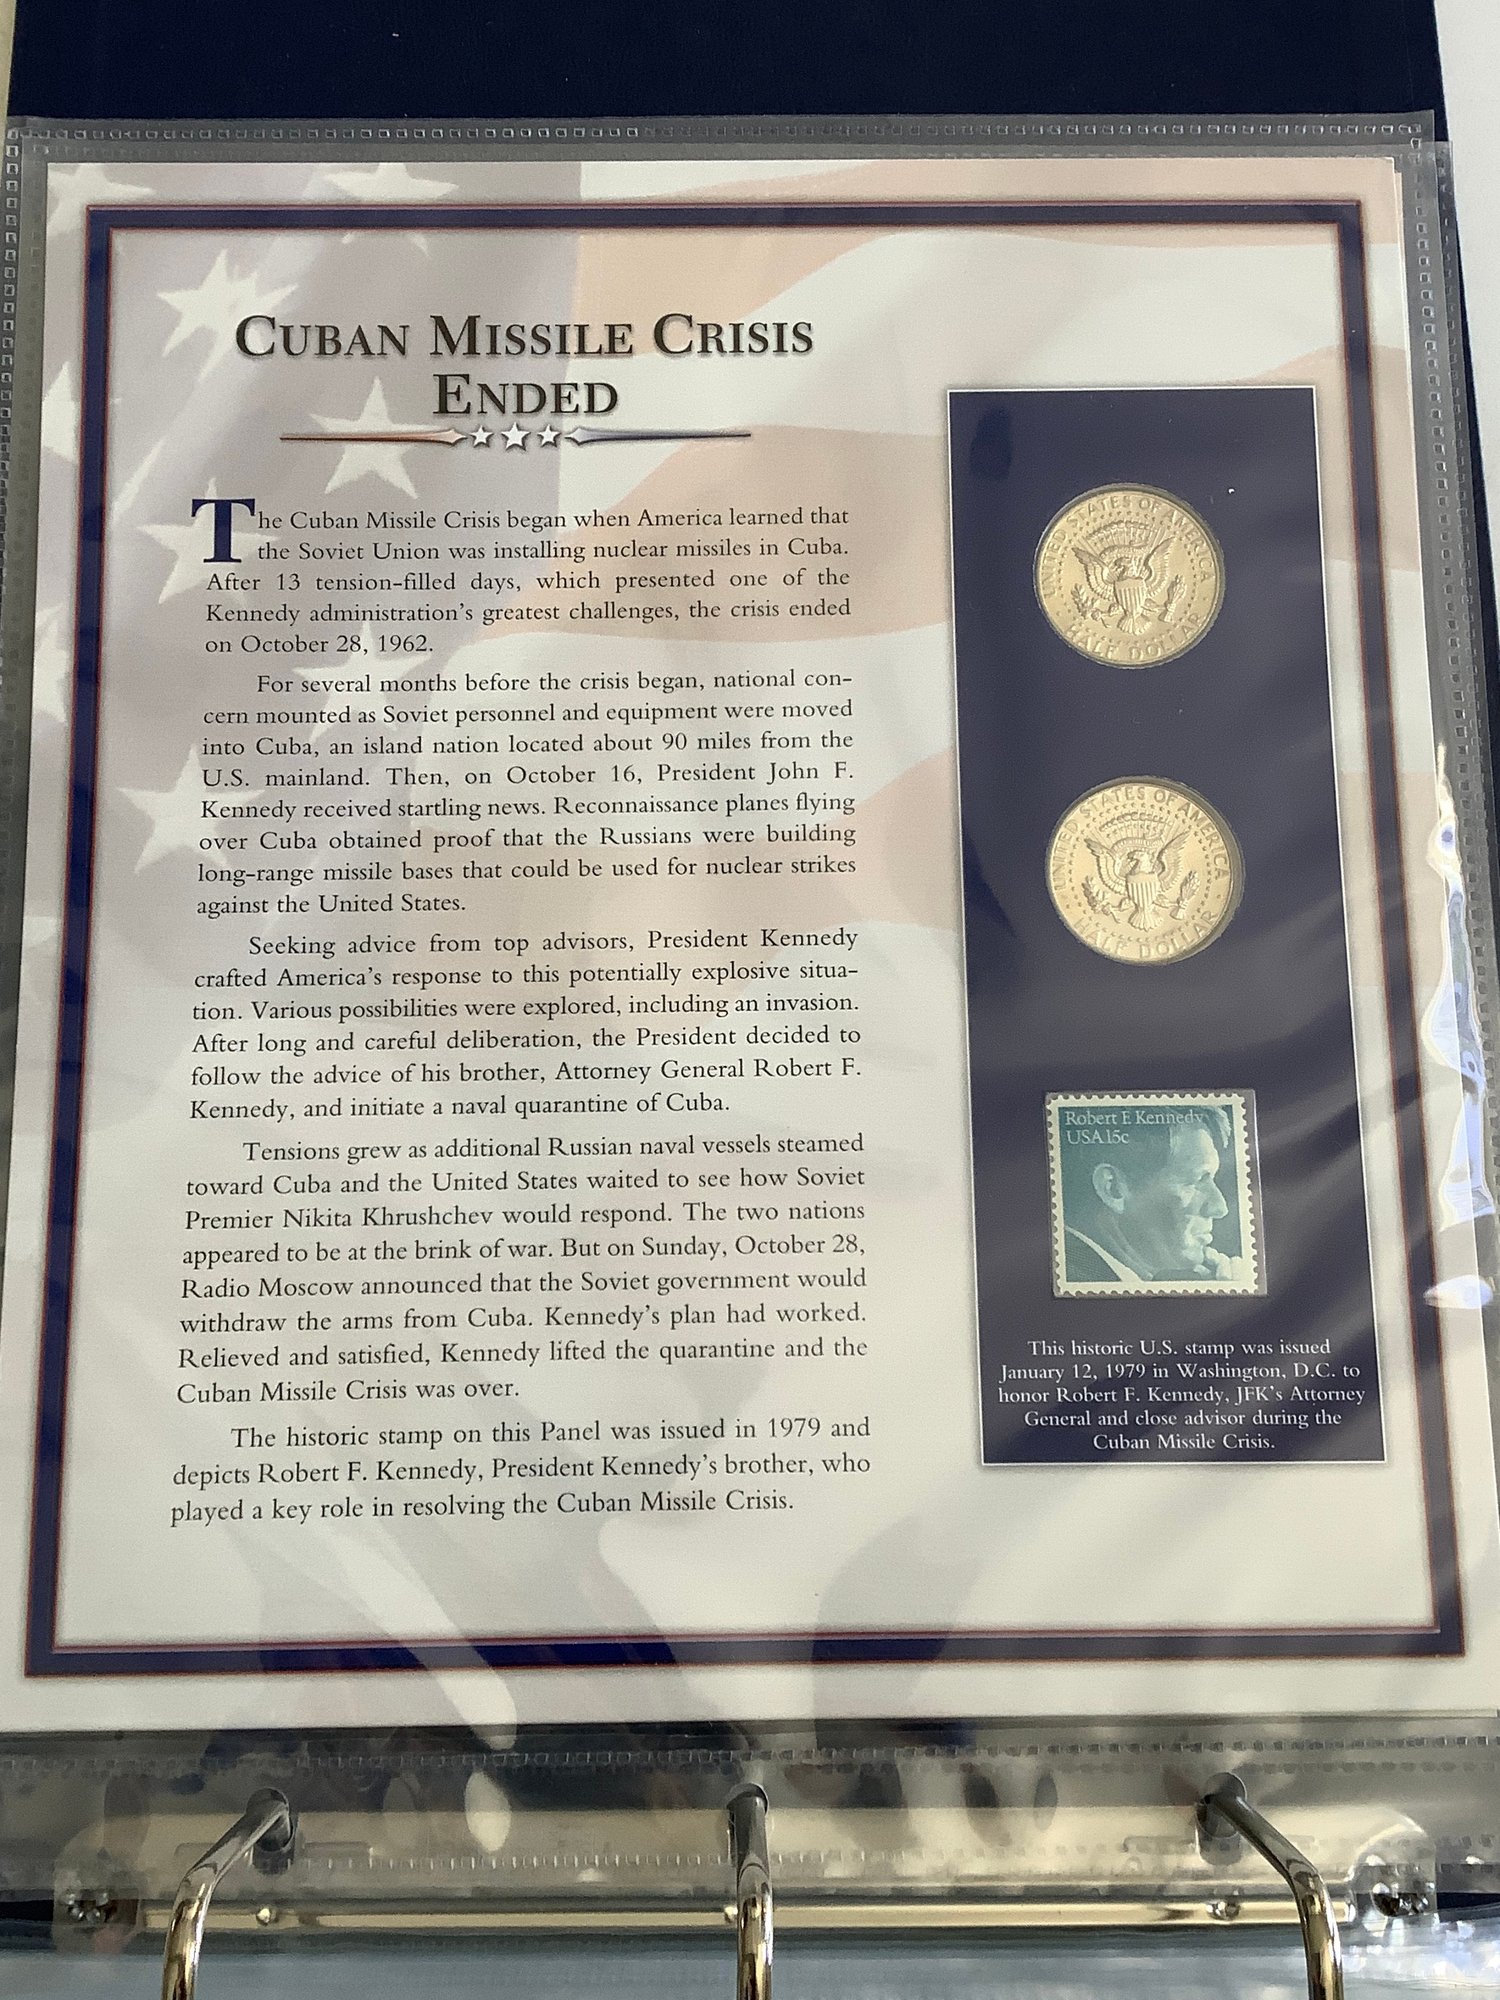 CUBAN MISSILE CRISIS
ENDED
The Cuban Missile Crisis began when America learned that
the Soviet Union was installing nuclear missiles in Cuba.
After 13 tension-filled days, which presented one of the
Kennedy administration's greatest challenges, the crisis ended
on October 28, 1962.
For several months before the crisis began, national con-
cern mounted as Soviet personnel and equipment were moved
into Cuba, an island nation located about 90 miles from the
U.S. mainland. Then, on October 16, President John F.
Kennedy received startling news. Reconnaissance planes flying
over Cuba obtained proof that the Russians were building
long-range missile bases that could be used for nuclear strikes
against the United States.
Seeking advice from top advisors, President Kennedy
crafted America's response to this potentially explosive situa-
tion. Various possibilities were explored, including an invasion.
After long and careful deliberation, the President decided to
follow the advice of his brother, Attorney General Robert F.
Kennedy, and initiate a naval quarantine of Cuba.
Tensions grew as additional Russian naval vessels steamed
toward Cuba and the United States waited to see how Soviet
Premier Nikita Khrushchev would respond. The two nations
appeared to be at the brink of war. But on Sunday, October 28,
Radio Moscow announced that the Soviet government would
withdraw the arms from Cuba. Kennedy's plan had worked.
Relieved and satisfied, Kennedy lifted the quarantine and the
Cuban Missile Crisis was over.
The historic stamp on this Panel was issued in 1979 and
depicts Robert F. Kennedy, President Kennedy's brother, who
played a key role in resolving the Cuban Missile Crisis.
UNITED STATES OF AMERICA
HALF DOLLAR
UNITED STATES OF AMERICA
HALF DOLLAR
Robert F. Kennedy
USA 15c
This historic U.S. stamp was issued
January 12, 1979 in Washington, D.C. to
honor Robert F. Kennedy, JFK's Attorney
General and close advisor during the
Cuban Missile Crisis.